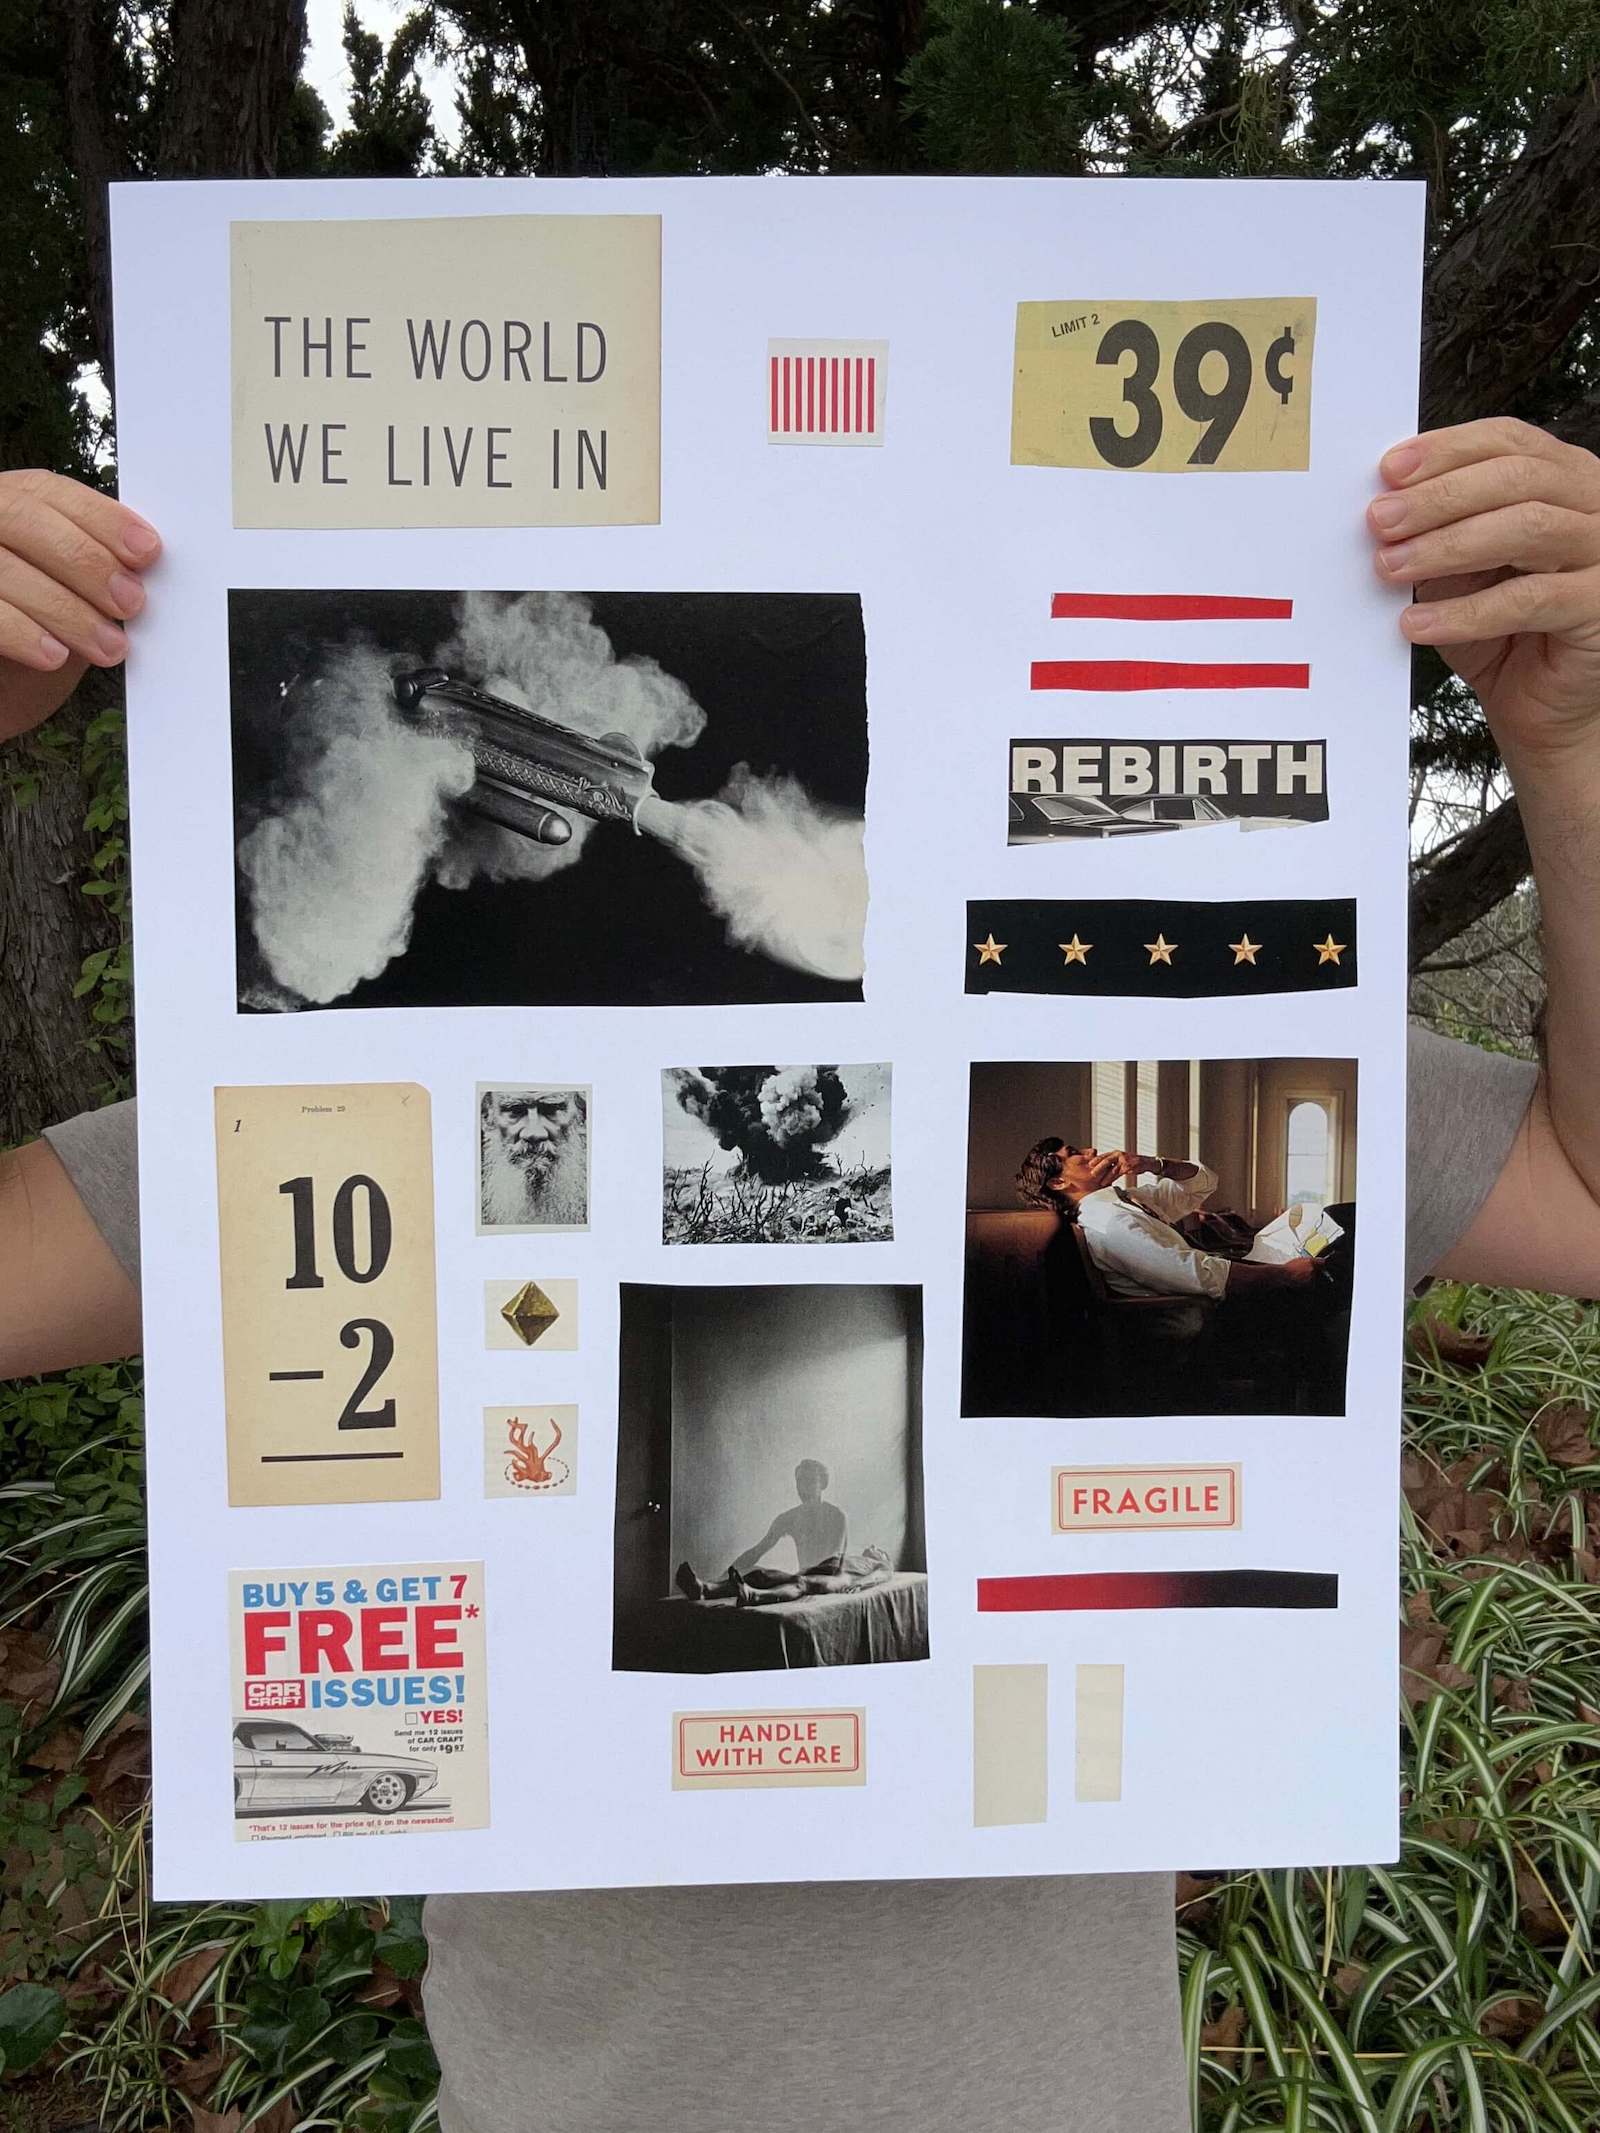 THE WORLD
WE LIVE IN
LIMIT 2
39¢
REBIRTH
Problem 29
1
10
−2
FRAGILE
BUY 5 & GET 7
FREE*
CAR CRAFT ISSUES!
YES!
Send me 12 issues
of CAR CRAFT
for only $9.97
*That's 12 issues for the price of 5 on the newsstand!
HANDLE
WITH CARE